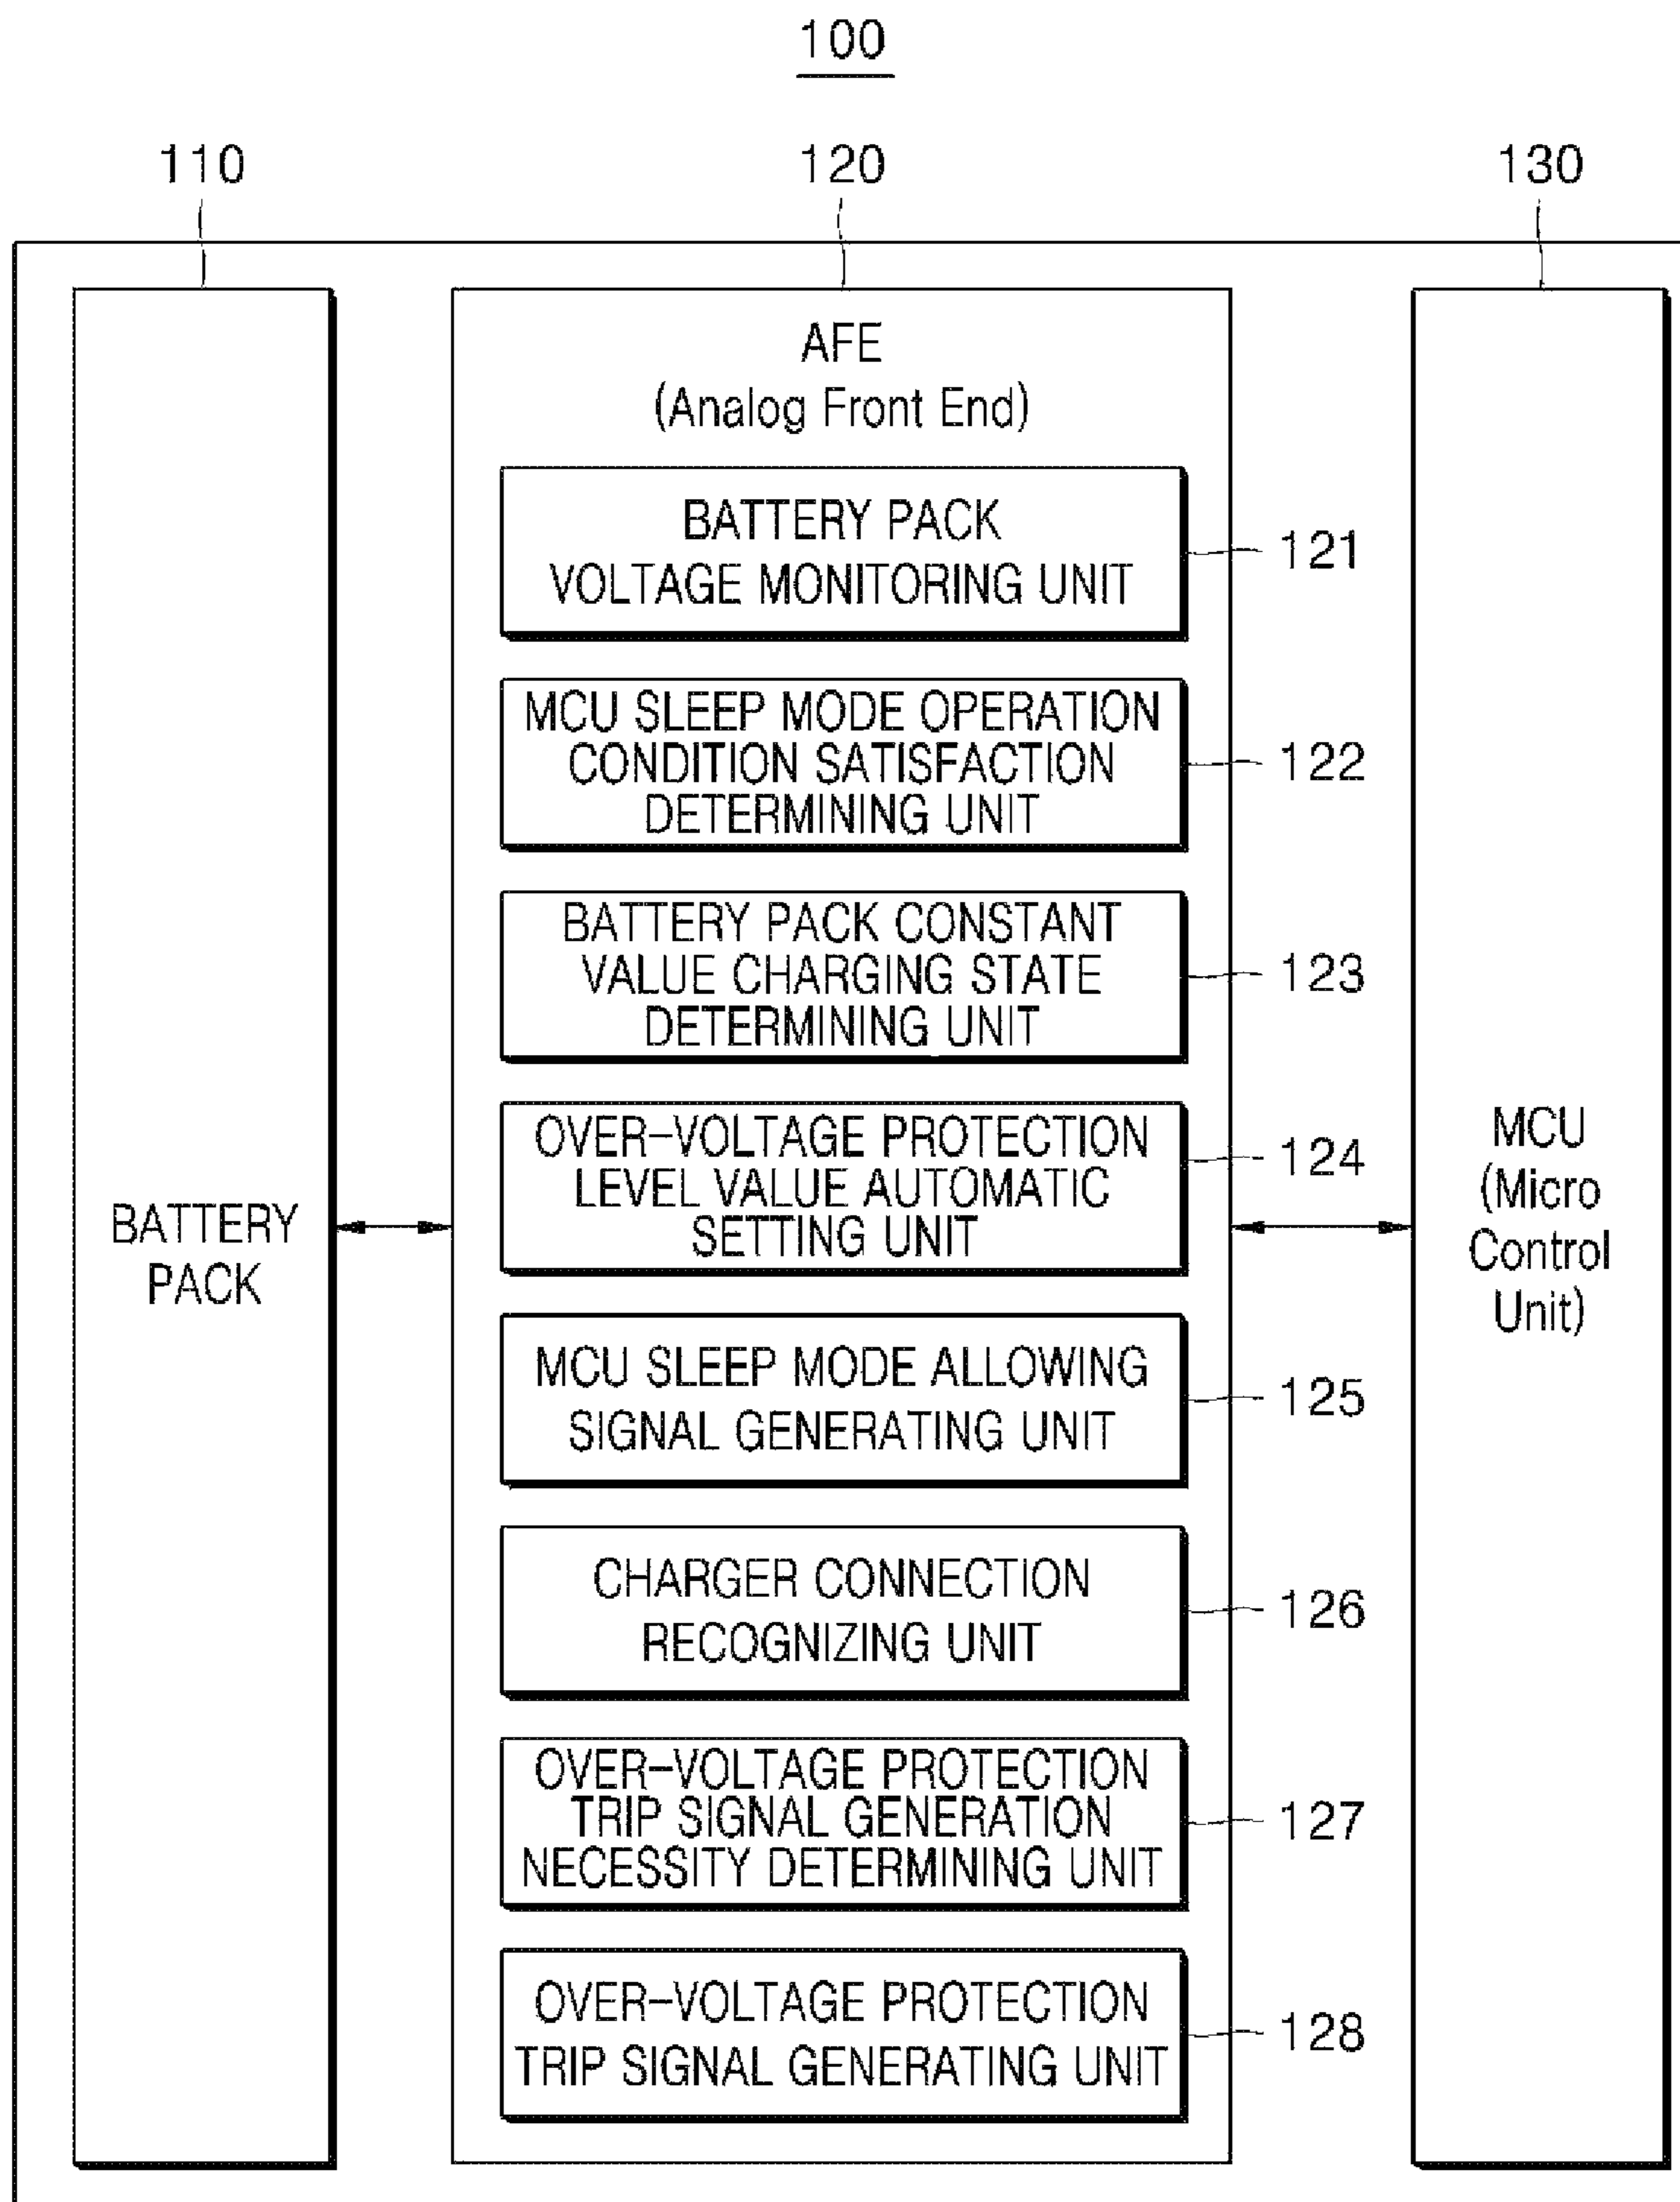 100
110
120
130
AFE
(Analog Front End)
BATTERY PACK
VOLTAGE MONITORING UNIT
121
MCU SLEEP MODE OPERATION
CONDITION SATISFACTION
DETERMINING UNIT
122
BATTERY PACK CONSTANT
VALUE CHARGING STATE
DETERMINING UNIT
123
OVER-VOLTAGE PROTECTION
LEVEL VALUE AUTOMATIC
SETTING UNIT
124
BATTERY
PACK
MCU
(Micro
Control
Unit)
MCU SLEEP MODE ALLOWING
SIGNAL GENERATING UNIT
125
CHARGER CONNECTION
RECOGNIZING UNIT
126
OVER-VOLTAGE PROTECTION
TRIP SIGNAL GENERATION
NECESSITY DETERMINING UNIT
127
OVER-VOLTAGE PROTECTION
TRIP SIGNAL GENERATING UNIT
128